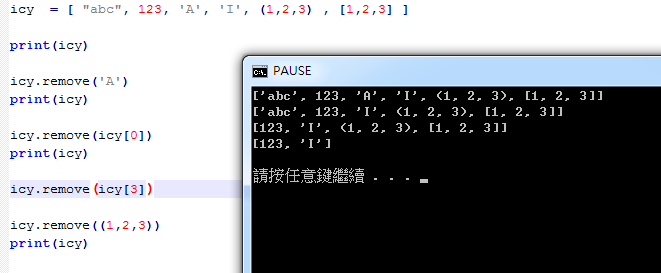 icy  = [ "abc", 123, 'A', 'I', (1,2,3) , [1,2,3] ]
print(icy)
icy.remove('A')
print(icy)
icy.remove(icy[0])
print(icy)
icy.remove(icy[3])
icy.remove((1,2,3))
print(icy)
C:\.
PAUSE
['abc', 123, 'A', 'I', (1, 2, 3), [1, 2, 3]]
['abc', 123, 'I', (1, 2, 3), [1, 2, 3]]
[123, 'I', (1, 2, 3), [1, 2, 3]]
[123, 'I']
請按任意鍵繼續 . . .